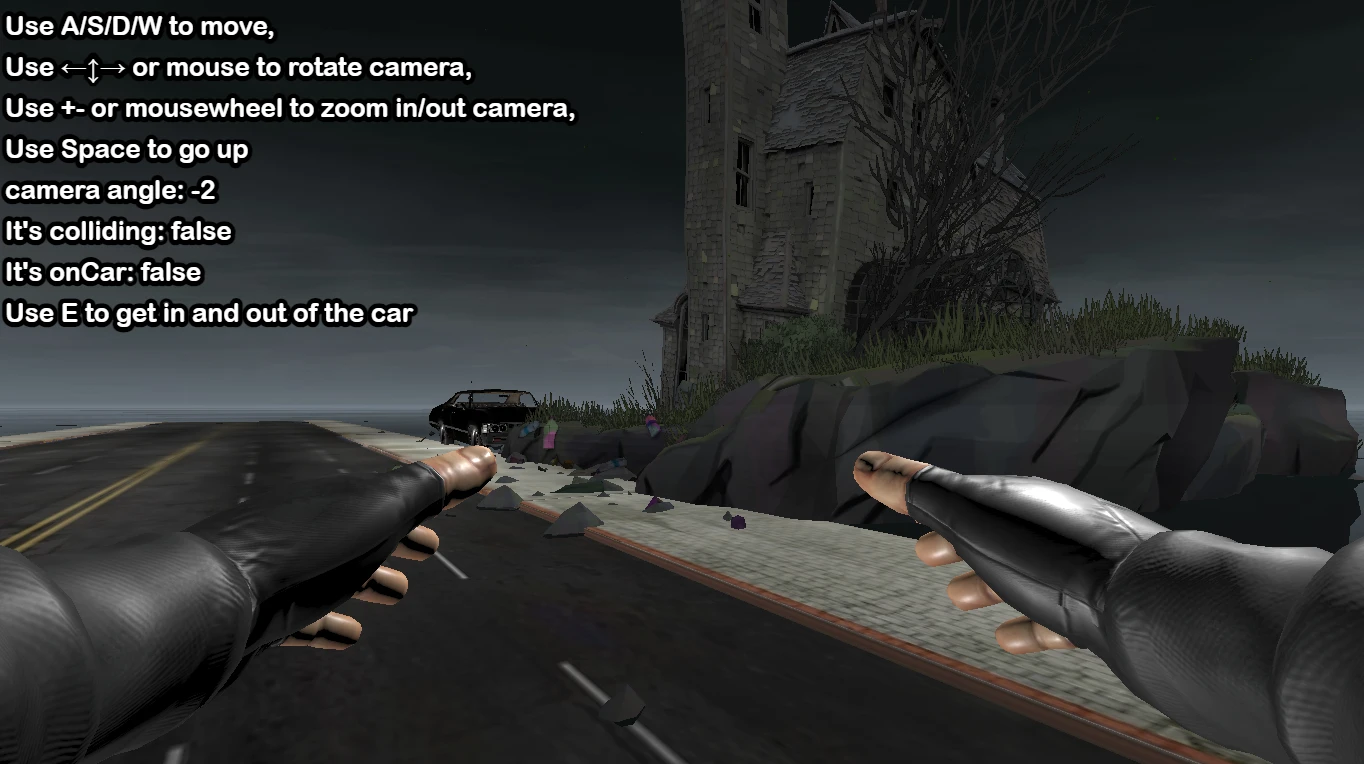 Use A/S/D/W to move,
Use ←↕→ or mouse to rotate camera,
Use +- or mousewheel to zoom in/out camera,
Use Space to go up
camera angle: -2
It's colliding: false
It's onCar: false
Use E to get in and out of the car